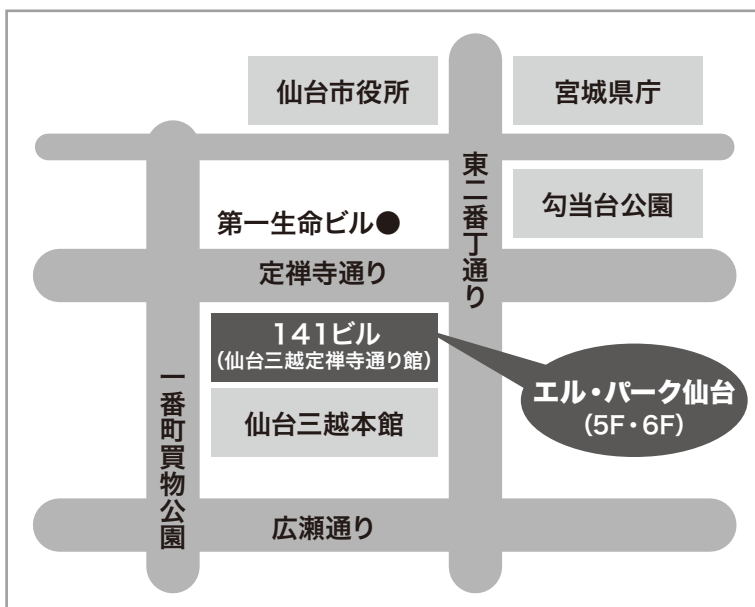 仙台市役所
宮城県庁
東二番丁通り
勾当台公園
第一生命ビル●
定禅寺通り
141ビル
(仙台三越定禅寺通り館)
エル・パーク仙台
(5F・6F)
一番町買物公園
仙台三越本館
広瀬通り